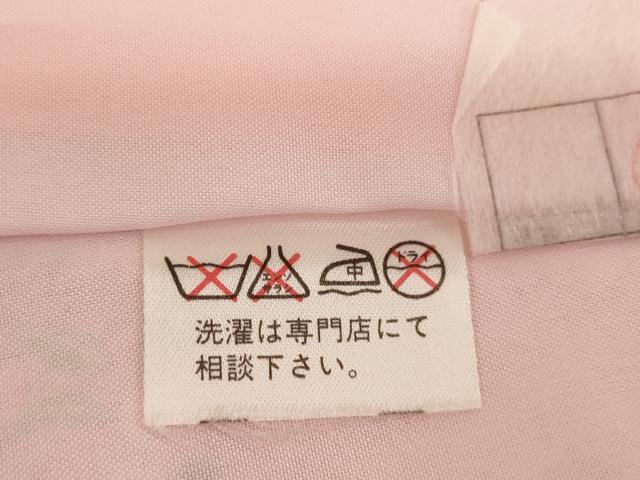 エンソ
サラシ
中
ドライ
洗濯は専門店にて
相談下さい。